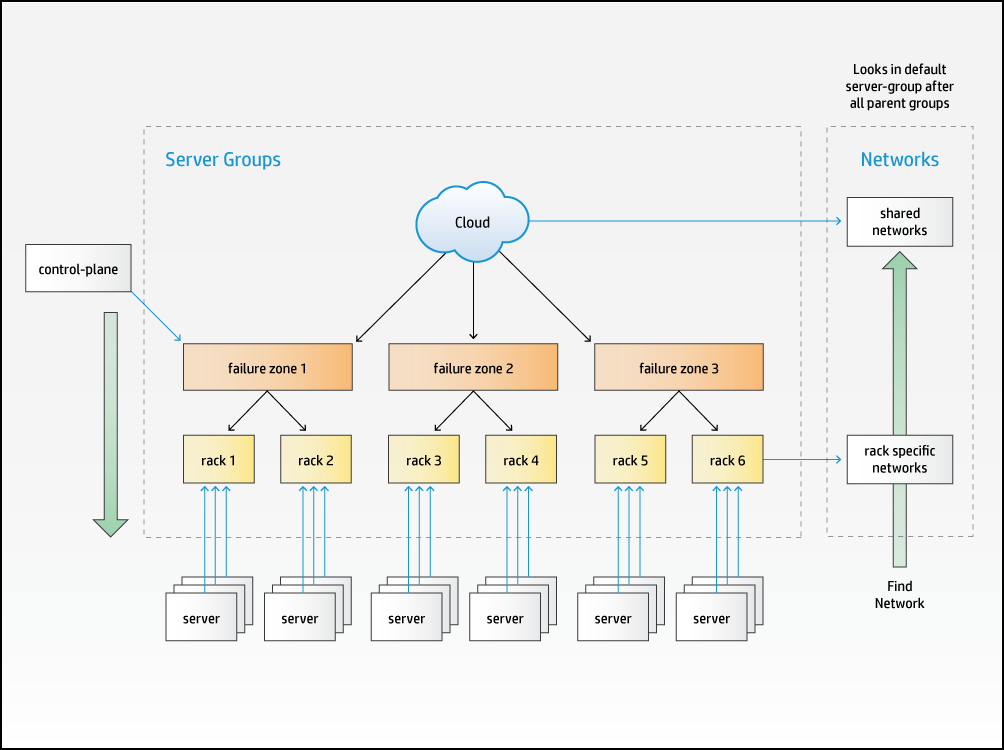 Looks in default
server-group after
all parent groups
Server Groups
Networks
Cloud
shared
networks
control-plane
failure zone 1
failure zone 2
failure zone 3
rack 1
rack 2
rack 3
rack 4
rack 5
rack 6
rack specific
networks
Find
Network
server
server
server
server
server
server